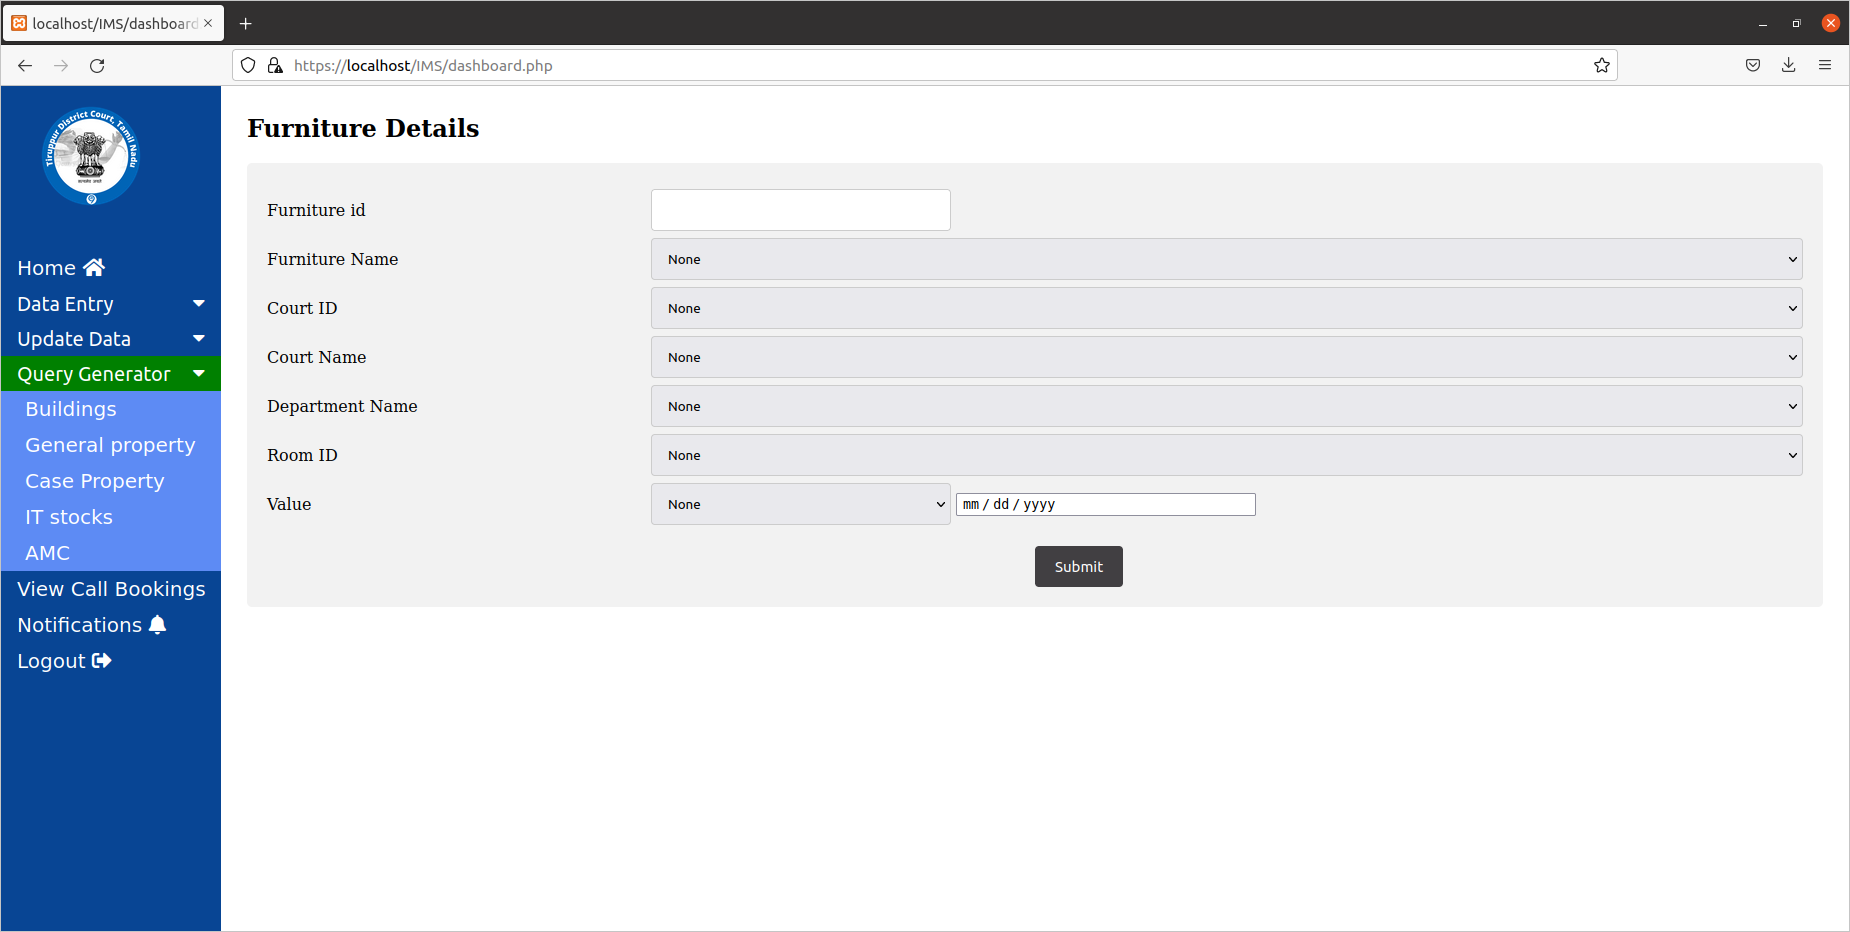 localhost/IMS/dashboard
https://localhost/IMS/dashboard.php
Tiruppur District Court, Tamil Nadu
Home
Data Entry
Update Data
Query Generator
Buildings
General property
Case Property
IT stocks
AMC
View Call Bookings
Notifications
Logout
Furniture Details
Furniture id
Furniture Name None
Court ID None
Court Name None
Department Name None
Room ID None
Value None mm / dd / yyyy
Submit